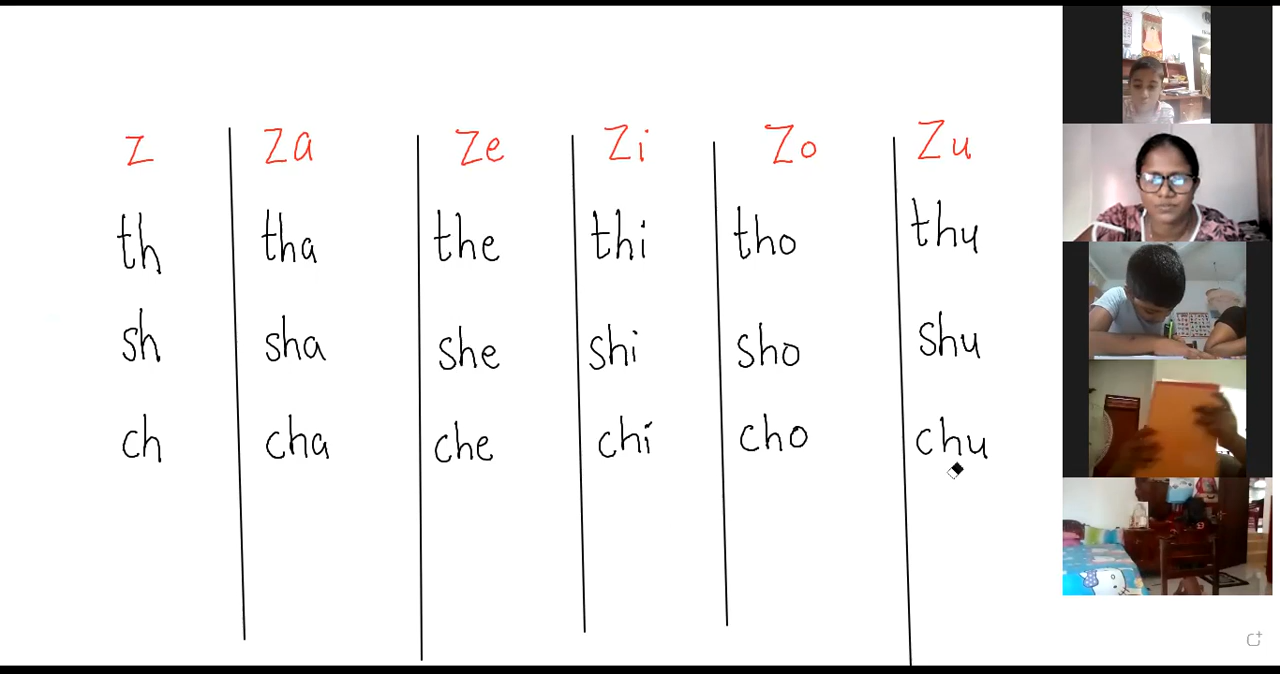 z za ze zi zo zu
th tha the thi tho thu
sh sha she shi sho shu
ch cha che chi cho chu